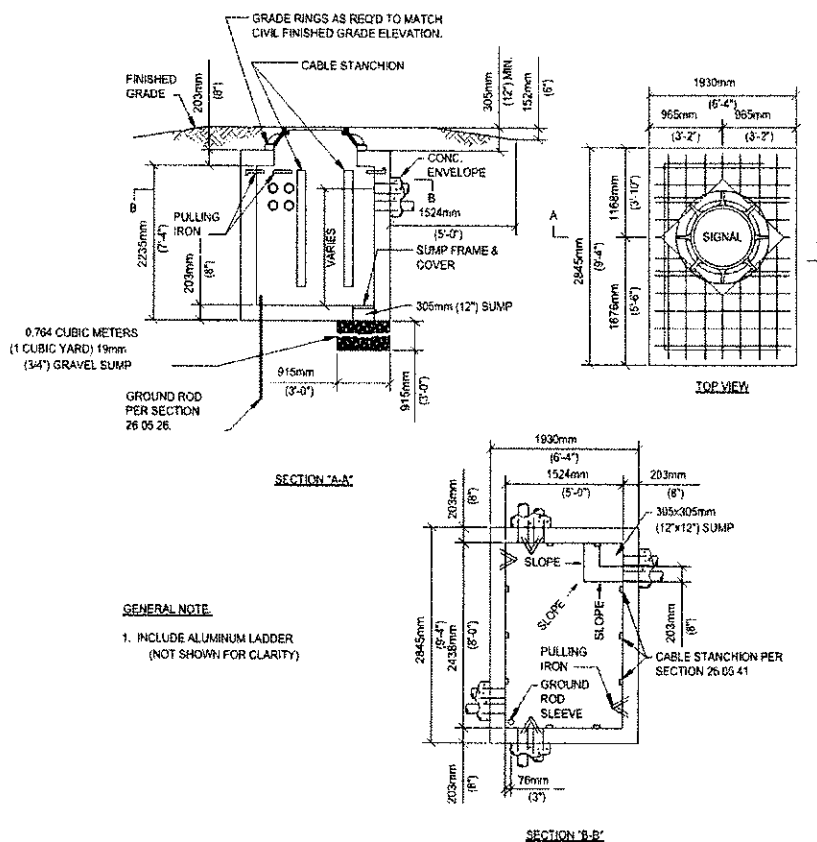 GRADE RINGS AS REQ'D TO MATCH
CIVIL FINISHED GRADE ELEVATION.
CABLE STANCHION
FINISHED
GRADE
203mm
(8")
305mm
(12") MIN.
152mm
(6")
CONC.
ENVELOPE
B
B
1524mm
(5'-0")
PULLING
IRON
VARIES
2235mm
(7'-4")
203mm
(8")
SUMP FRAME &
COVER
305mm (12") SUMP
0.764 CUBIC METERS
(1 CUBIC YARD) 19mm
(3/4") GRAVEL SUMP
915mm
(3'-0")
915mm
(3'-0")
GROUND ROD
PER SECTION
26 05 26.
SECTION "A-A"
1930mm
(6'-4")
965mm
(3'-2")
965mm
(3'-2")
2845mm
(9'-4")
1168mm
(3'-10")
1676mm
(5'-6")
A
SIGNAL
TOP VIEW
1930mm
(6'-4")
1524mm
(5'-0")
203mm
(8")
203mm
(8")
305x305mm
(12"x12") SUMP
SLOPE
SLOPE
SLOPE
203mm
(8")
2845mm
(9'-4")
2438mm
(8'-0")
PULLING
IRON
CABLE STANCHION PER
SECTION 26 05 41
GROUND
ROD
SLEEVE
203mm
(8")
76mm
(3")
SECTION "B-B"
GENERAL NOTE:
1. INCLUDE ALUMINUM LADDER
(NOT SHOWN FOR CLARITY)